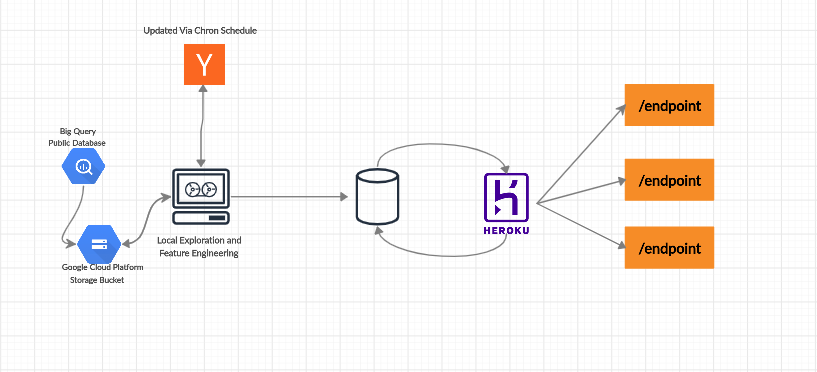 Updated Via Chron Schedule
Y
Big Query
Public Database
Google Cloud Platform
Storage Bucket
Local Exploration and
Feature Engineering
HEROKU
/endpoint
/endpoint
/endpoint